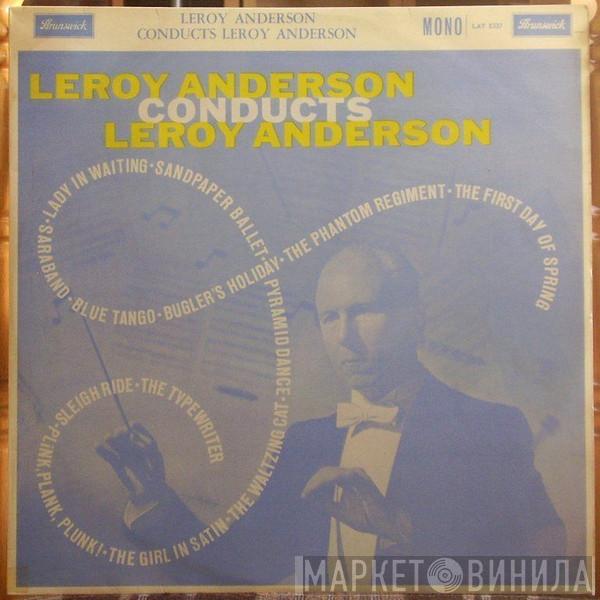 Brunswick
LEROY ANDERSON
CONDUCTS LEROY ANDERSON
MONO
LAT 8357
Brunswick
LEROY ANDERSON
CONDUCTS
LEROY ANDERSON
THE FIRST DAY OF SPRING · THE PHANTOM REGIMENT · BUGLER'S HOLIDAY · BLUE TANGO · SARABAND · LADY IN WAITING · SANDPAPER BALLET · PYRAMID DANCE · THE WALTZING CAT · THE GIRL IN SATIN · PLINK, PLANK, PLUNK! · SLEIGH RIDE · THE TYPEWRITER
МАРКЕТ ВИНИЛА